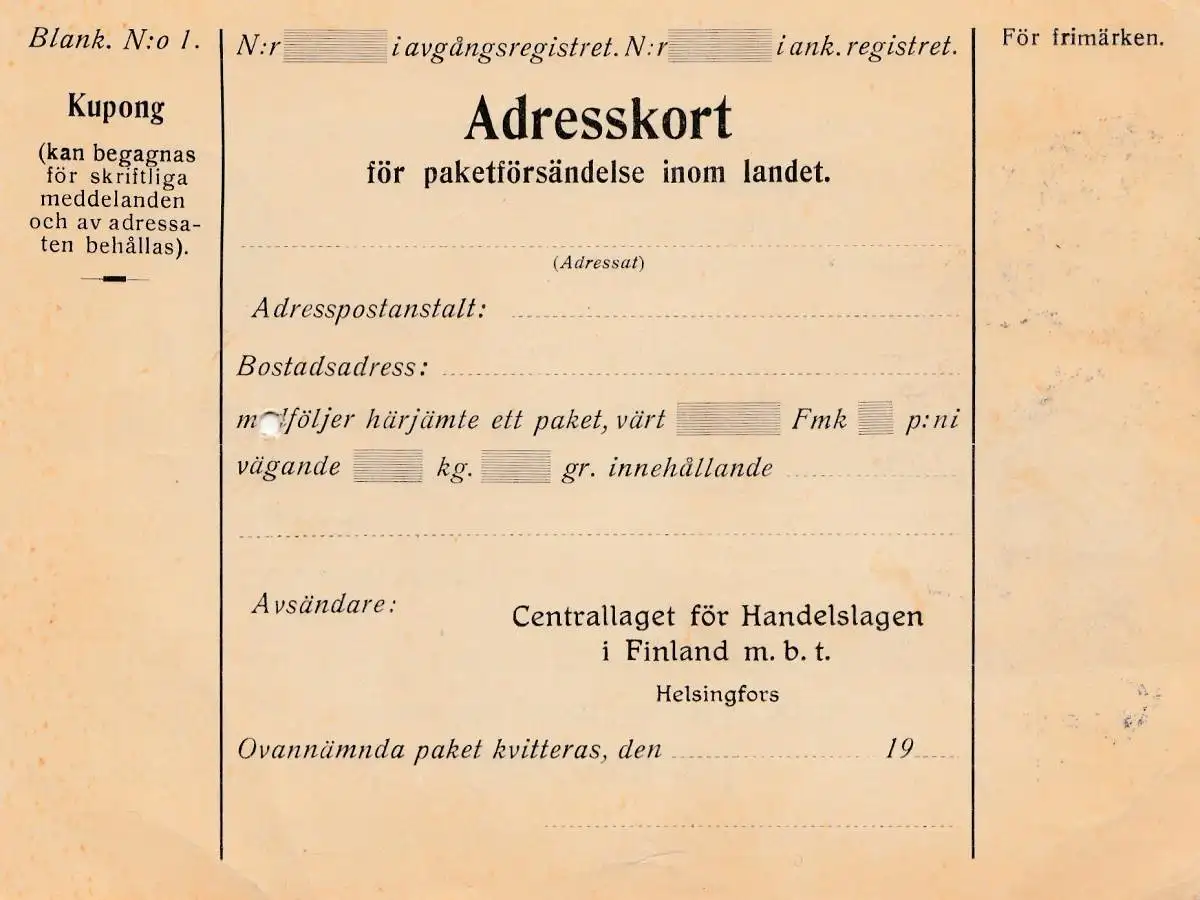 Blank. N:o 1.
Kupong
(kan begagnas
för skriftliga
meddelanden
och av adressa-
ten behållas).
N:r i avgångsregistret. N:r i ank. registret.
Adresskort
för paketförsändelse inom landet.
(Adressat)
Adresspostanstalt:
Bostadsadress:
medföljer härjämte ett paket, värt Fmk p:ni
vägande kg. gr. innehållande
Avsändare:
Centrallaget för Handelslagen
i Finland m. b. t.
Helsingfors
Ovannämnda paket kvitteras, den 19
För frimärken.